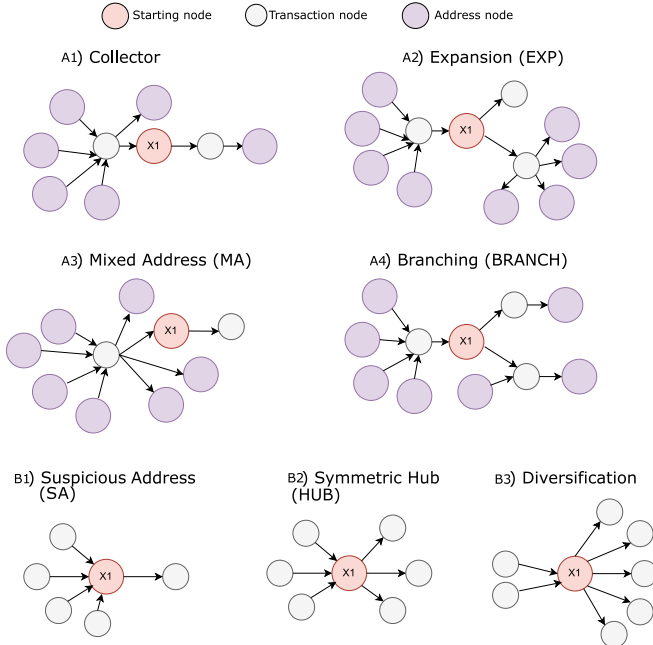 Starting node
Transaction node
Address node
A1) Collector
A2) Expansion (EXP)
X1
X1
A3) Mixed Address (MA)
A4) Branching (BRANCH)
X1
X1
B1) Suspicious Address
(SA)
B2) Symmetric Hub
(HUB)
B3) Diversification
X1
X1
X1